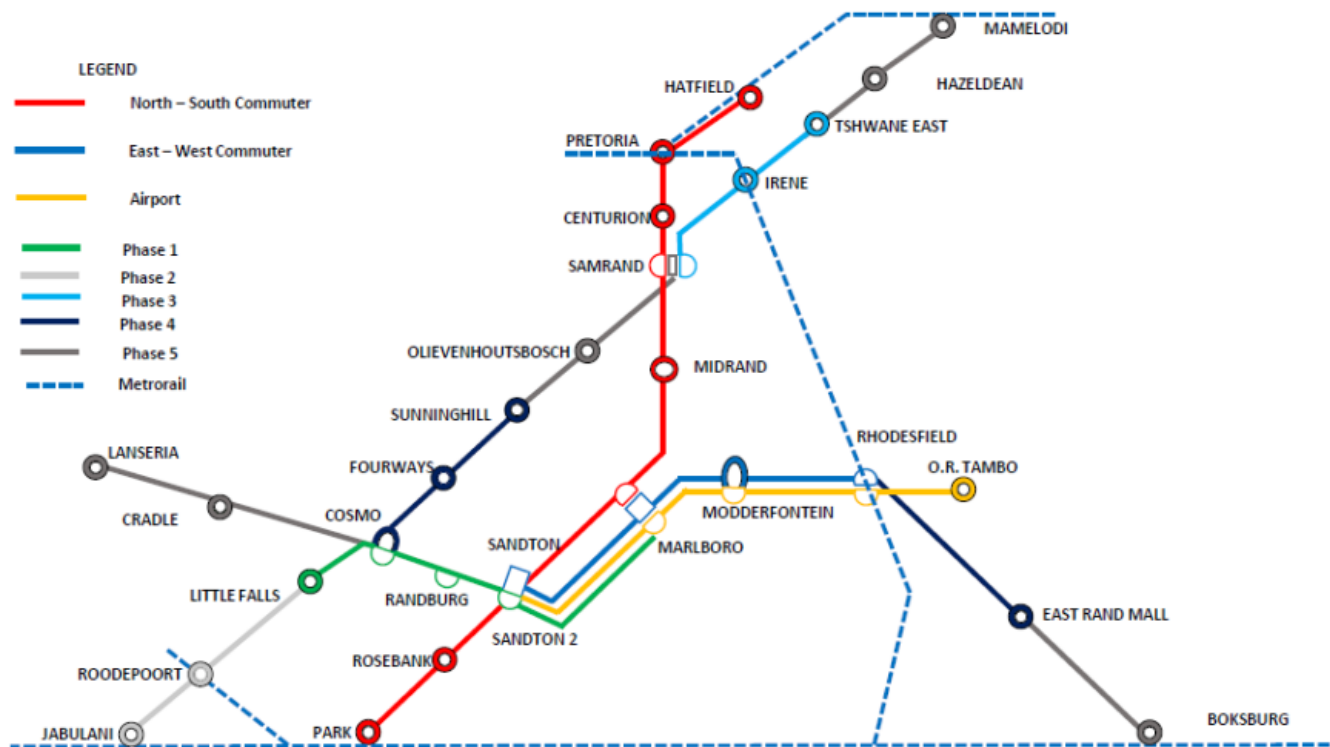 LEGEND
North – South Commuter
East – West Commuter
Airport
Phase 1
Phase 2
Phase 3
Phase 4
Phase 5
Metrorail
MAMELODI
HAZELDEAN
HATFIELD
TSHWANE EAST
PRETORIA
IRENE
CENTURION
SAMRAND
OLIEVENHOUTSBOSCH
MIDRAND
SUNNINGHILL
RHODESFIELD
LANSERIA
FOURWAYS
O.R. TAMBO
CRADLE
COSMO
MODDERFONTEIN
SANDTON
MARLBORO
LITTLE FALLS
RANDBURG
EAST RAND MALL
SANDTON 2
ROSEBANK
ROODEPOORT
JABULANI
PARK
BOKSBURG